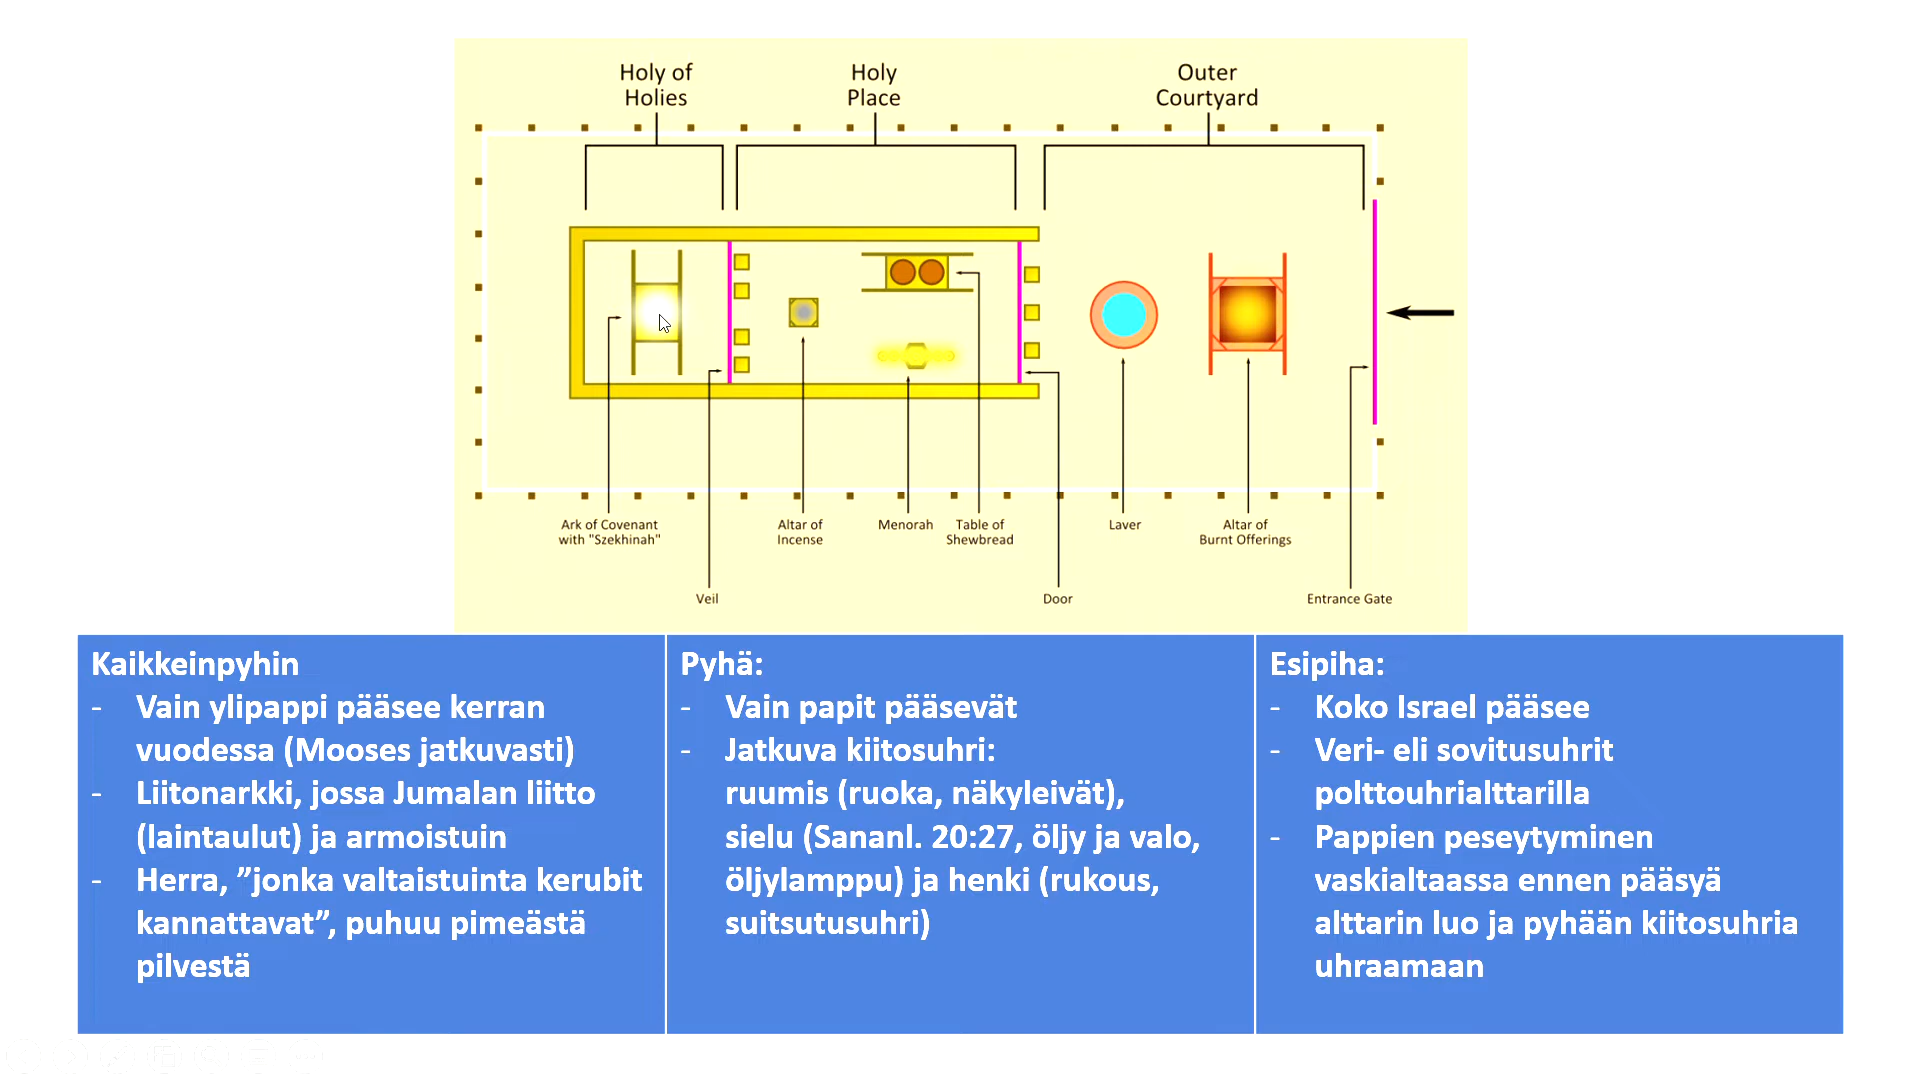 Holy of
Holies
Holy
Place
Outer
Courtyard
Ark of Covenant
with "Szekhinah"
Altar of
Incense
Menorah
Table of
Shewbread
Laver
Altar of
Burnt Offerings
Veil
Door
Entrance Gate
Kaikkeinpyhin
- Vain ylipappi pääsee kerran
vuodessa (Mooses jatkuvasti)
- Liitonarkki, jossa Jumalan liitto
(laintaulut) ja armoistuin
- Herra, ”jonka valtaistuinta kerubit
kannattavat”, puhuu pimeästä
pilvestä
Pyhä:
- Vain papit pääsevät
- Jatkuva kiitosuhri:
ruumis (ruoka, näkyleivät),
sielu (Sananl. 20:27, öljy ja valo,
öljylamppu) ja henki (rukous,
suitsutusuhri)
Esipiha:
- Koko Israel pääsee
- Veri- eli sovitusuhrit
polttouhrialttarilla
- Pappien peseytyminen
vaskialtaassa ennen pääsyä
alttarin luo ja pyhään kiitosuhria
uhraamaan